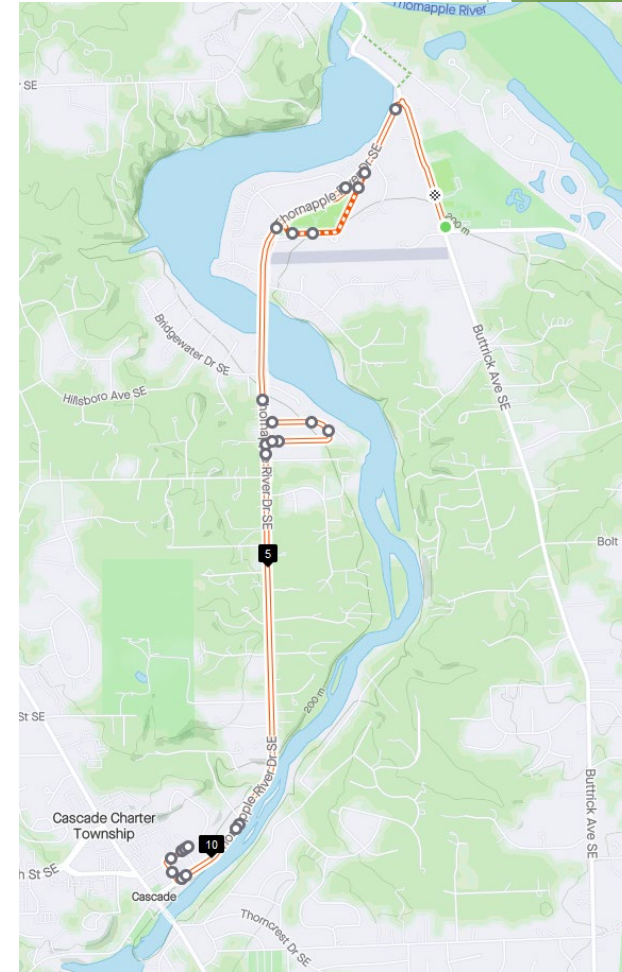 Thornapple River
SE
Thornapple River Dr SE
200 m
Bridgewater Dr SE
Buttrick Ave SE
Hillsboro Ave SE
River Dr SE
5
Bolt
200 m
St SE
River Dr SE
Buttrick Ave SE
Cascade Charter
Township
10
h St SE
Cascade
Thorncrest Dr SE